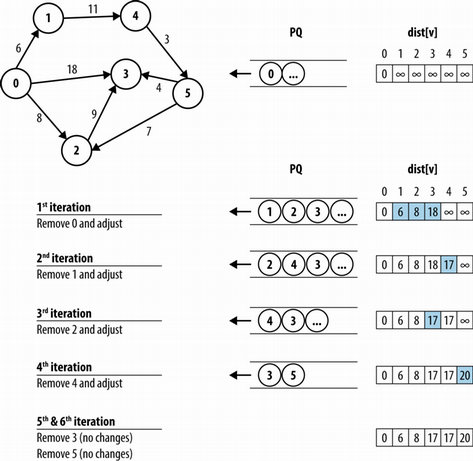 11
1
4
PQ
dist[v]
6
3
0 1 2 3 4 5
18
0
3
0 ...
0 ∞ ∞ ∞ ∞ ∞
4
5
8
9
2
7
PQ
dist[v]
0 1 2 3 4 5
1st iteration
1 2 3 ...
0 6 8 18 ∞ ∞
Remove 0 and adjust
2nd iteration
2 4 3 ...
0 6 8 18 17 ∞
Remove 1 and adjust
3rd iteration
4 3 ...
0 6 8 17 17 ∞
Remove 2 and adjust
4th iteration
3 5
0 6 8 17 17 20
Remove 4 and adjust
5th & 6th iteration
Remove 3 (no changes)
0 6 8 17 17 20
Remove 5 (no changes)